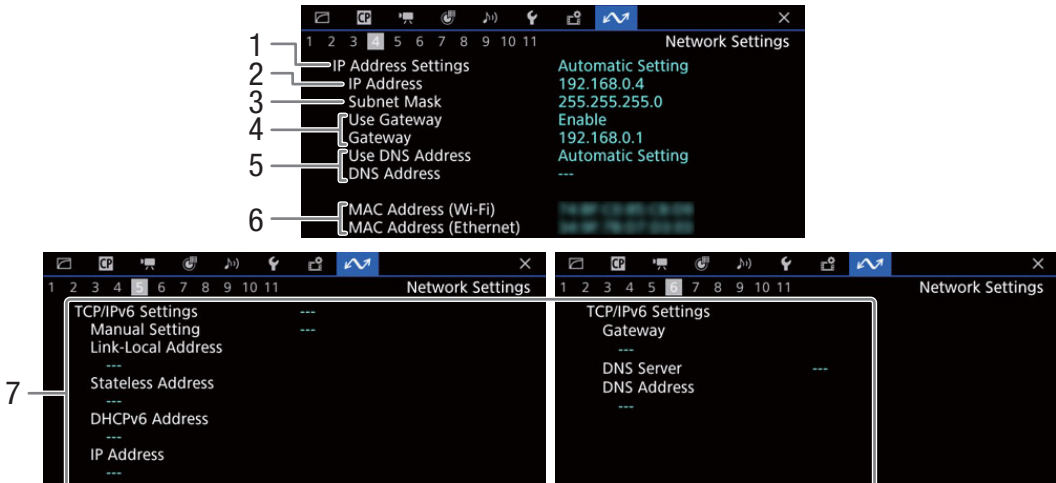 CP
1 2 3 4 5 6 7 8 9 10 11 Network Settings
1
IP Address Settings Automatic Setting
2
IP Address 192.168.0.4
3
Subnet Mask 255.255.255.0
4
Use Gateway Enable
Gateway 192.168.0.1
5
Use DNS Address Automatic Setting
DNS Address ---
6
MAC Address (Wi-Fi)
MAC Address (Ethernet)
CP
1 2 3 4 5 6 7 8 9 10 11 Network Settings
7
TCP/IPv6 Settings ---
Manual Setting ---
Link-Local Address
---
Stateless Address
---
DHCPv6 Address
---
IP Address
---
CP
1 2 3 4 5 6 7 8 9 10 11 Network Settings
TCP/IPv6 Settings
Gateway
---
DNS Server ---
DNS Address
---